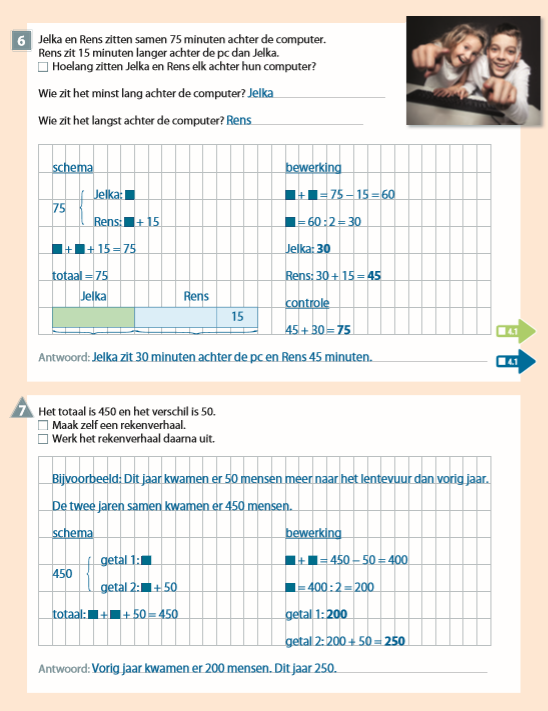 6
Jelka en Rens zitten samen 75 minuten achter de computer.
Rens zit 15 minuten langer achter de pc dan Jelka.
□ Hoelang zitten Jelka en Rens elk achter hun computer?
Wie zit het minst lang achter de computer? Jelka
Wie zit het langst achter de computer? Rens
schema
75
Jelka: ■
Rens: ■ + 15
■ + ■ + 15 = 75
totaal = 75
Jelka Rens
15
bewerking
■ + ■ = 75 – 15 = 60
■ = 60 : 2 = 30
Jelka: 30
Rens: 30 + 15 = 45
controle
45 + 30 = 75
4.1
Antwoord: Jelka zit 30 minuten achter de pc en Rens 45 minuten.
4.1
7
Het totaal is 450 en het verschil is 50.
□ Maak zelf een rekenverhaal.
□ Werk het rekenverhaal daarna uit.
Bijvoorbeeld: Dit jaar kwamen er 50 mensen meer naar het lentevuur dan vorig jaar.
De twee jaren samen kwamen er 450 mensen.
schema
450
getal 1: ■
getal 2: ■ + 50
totaal: ■ + ■ + 50 = 450
bewerking
■ + ■ = 450 – 50 = 400
■ = 400 : 2 = 200
getal 1: 200
getal 2: 200 + 50 = 250
Antwoord: Vorig jaar kwamen er 200 mensen. Dit jaar 250.